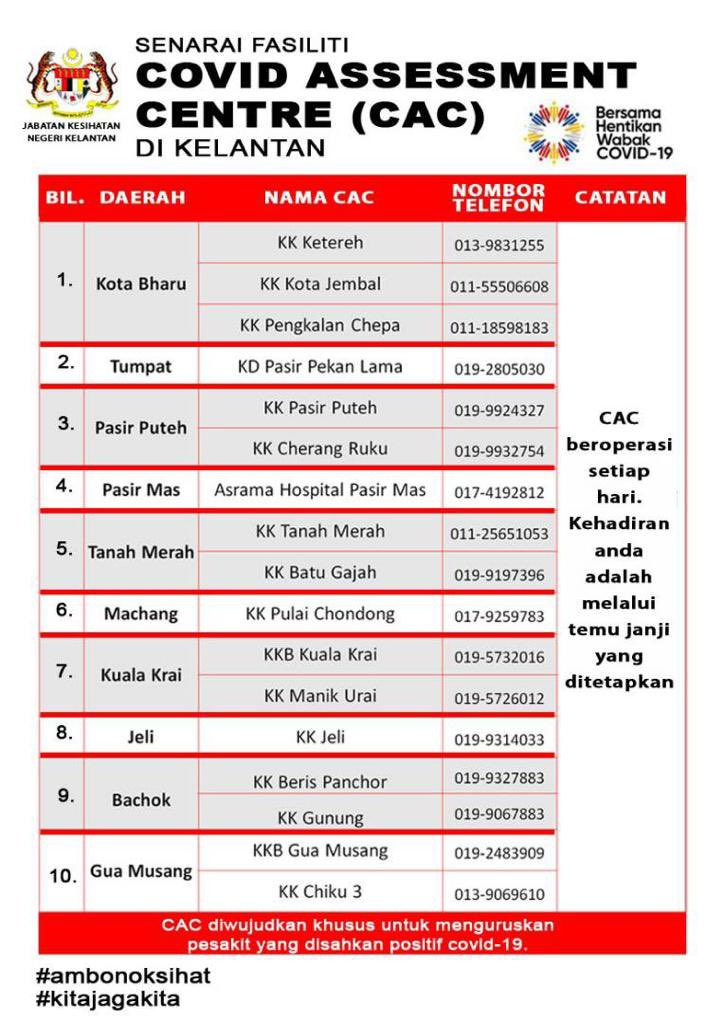 SENARAI FASILITI
COVID ASSESSMENT
CENTRE (CAC)
DI KELANTAN
JABATAN KESIHATAN
NEGERI KELANTAN
Bersama
Hentikan
Wabak
COVID-19
BIL. DAERAH NAMA CAC NOMBOR TELEFON CATATAN
1. Kota Bharu
KK Ketereh 013-9831255
KK Kota Jembal 011-55506608
KK Pengkalan Chepa 011-18598183
2. Tumpat KD Pasir Pekan Lama 019-2805030
3. Pasir Puteh
KK Pasir Puteh 019-9924327
KK Cherang Ruku 019-9932754
4. Pasir Mas Asrama Hospital Pasir Mas 017-4192812
5. Tanah Merah
KK Tanah Merah 011-25651053
KK Batu Gajah 019-9197396
6. Machang KK Pulai Chondong 017-9259783
7. Kuala Krai
KKB Kuala Krai 019-5732016
KK Manik Urai 019-5726012
8. Jeli KK Jeli 019-9314033
9. Bachok
KK Beris Panchor 019-9327883
KK Gunung 019-9067883
10. Gua Musang
KKB Gua Musang 019-2483909
KK Chiku 3 013-9069610
CAC
beroperasi
setiap
hari.
Kehadiran
anda
adalah
melalui
temu janji
yang
ditetapkan
CAC diwujudkan khusus untuk menguruskan
pesakit yang disahkan positif covid-19.
#ambonoksihat
#kitajagakita